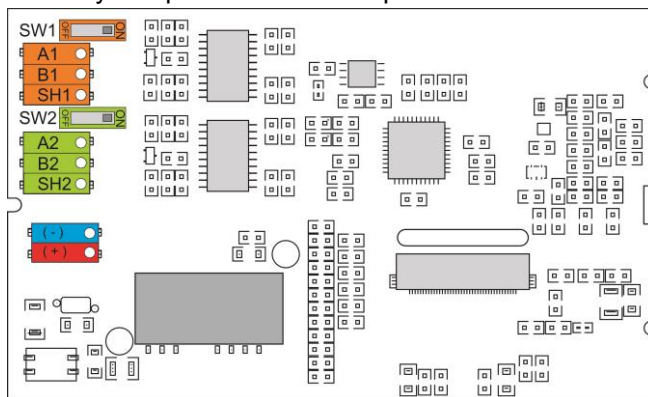 SW1 OFF ON
A1
B1
SH1
SW2 OFF ON
A2
B2
SH2
(-)
(+)